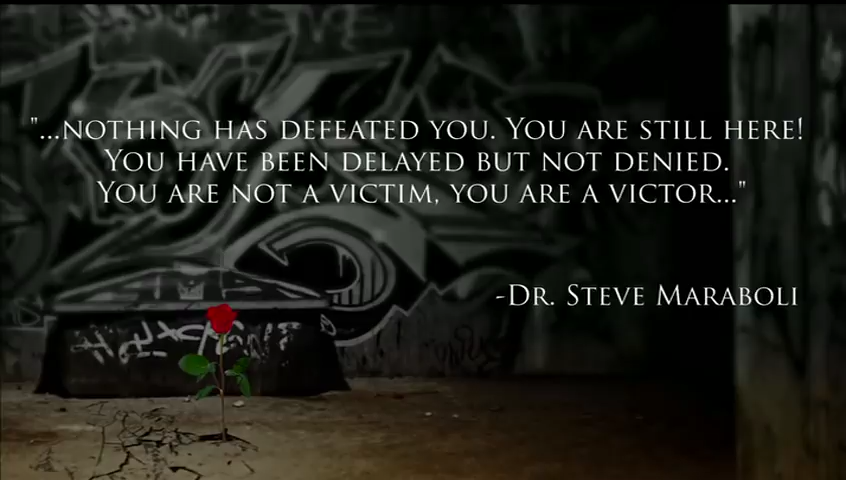 "...nothing has defeated you. You are still here!
You have been delayed but not denied.
You are not a victim, you are a victor..."
-Dr. Steve Maraboli